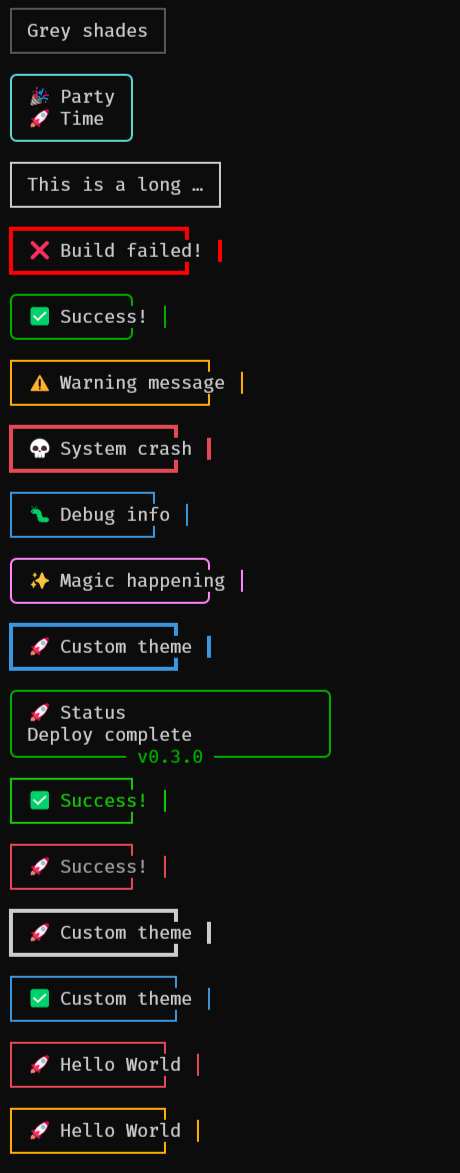 Grey shades
🎉 Party
🚀 Time
This is a long …
❌ Build failed!
✅ Success!
⚠️ Warning message
💀 System crash
🐛 Debug info
✨ Magic happening
🚀 Custom theme
🚀 Status
Deploy complete
v0.3.0
✅ Success!
🚀 Success!
🚀 Custom theme
✅ Custom theme
🚀 Hello World
🚀 Hello World